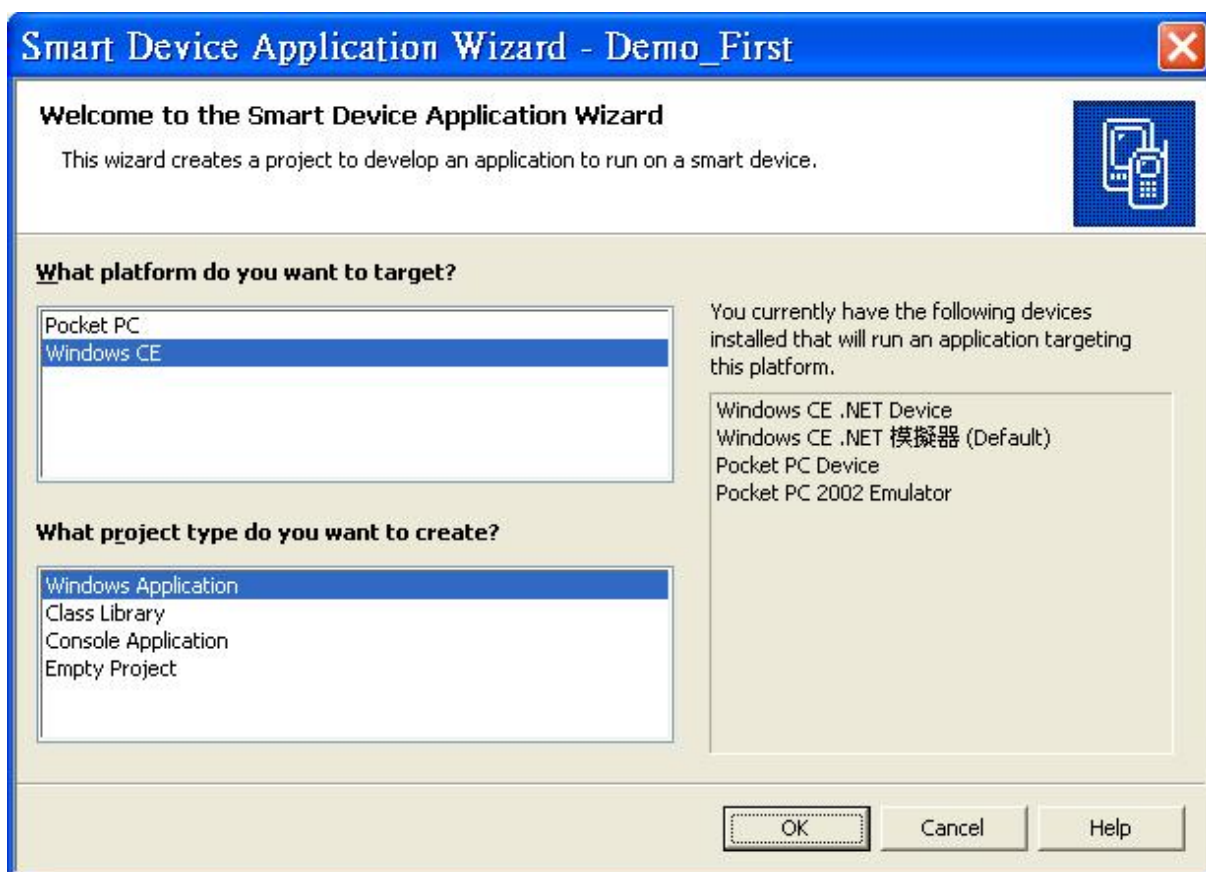 Smart Device Application Wizard - Demo_First
Welcome to the Smart Device Application Wizard
This wizard creates a project to develop an application to run on a smart device.
What platform do you want to target?
Pocket PC
Windows CE
You currently have the following devices
installed that will run an application targeting
this platform.
Windows CE .NET Device
Windows CE .NET 模擬器 (Default)
Pocket PC Device
Pocket PC 2002 Emulator
What project type do you want to create?
Windows Application
Class Library
Console Application
Empty Project
OK
Cancel
Help